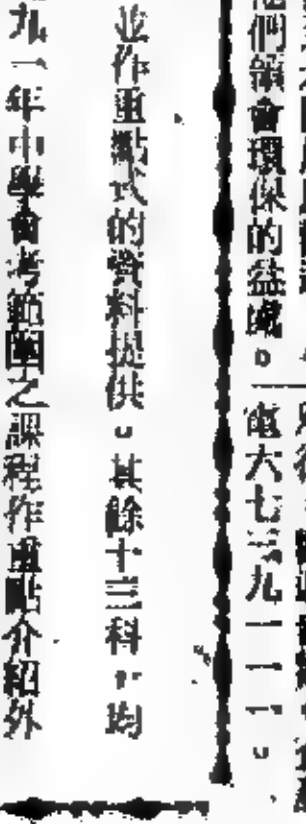 們領會環保的益處。
電六七三九一一一。
並作重點式的資料提供。其餘十三科,均
九一年中學會考範圍之課程作重點介紹外